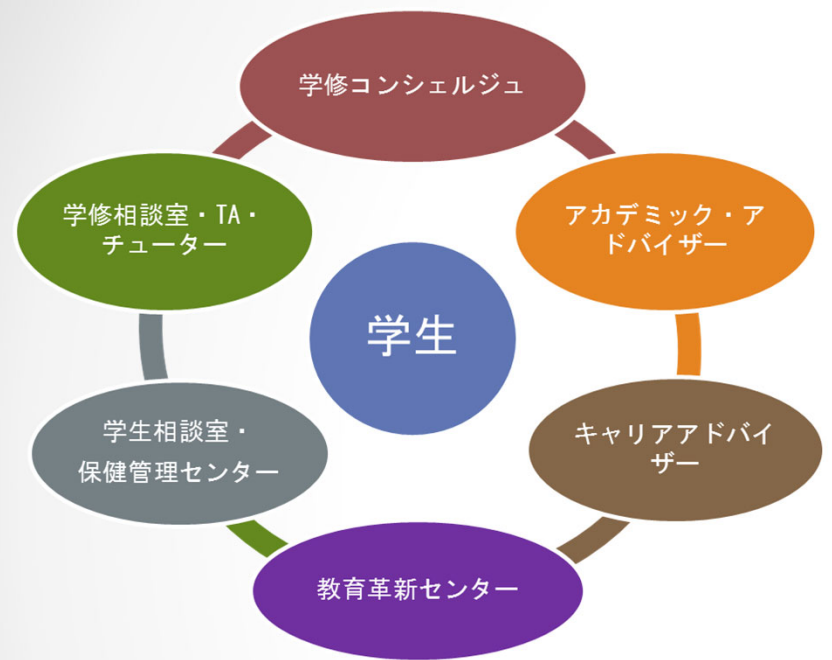 学修コンシェルジュ
学修相談室・TA・
チューター
アカデミック・ア
ドバイザー
学生
学生相談室・
保健管理センター
キャリアアドバイ
ザー
教育革新センター